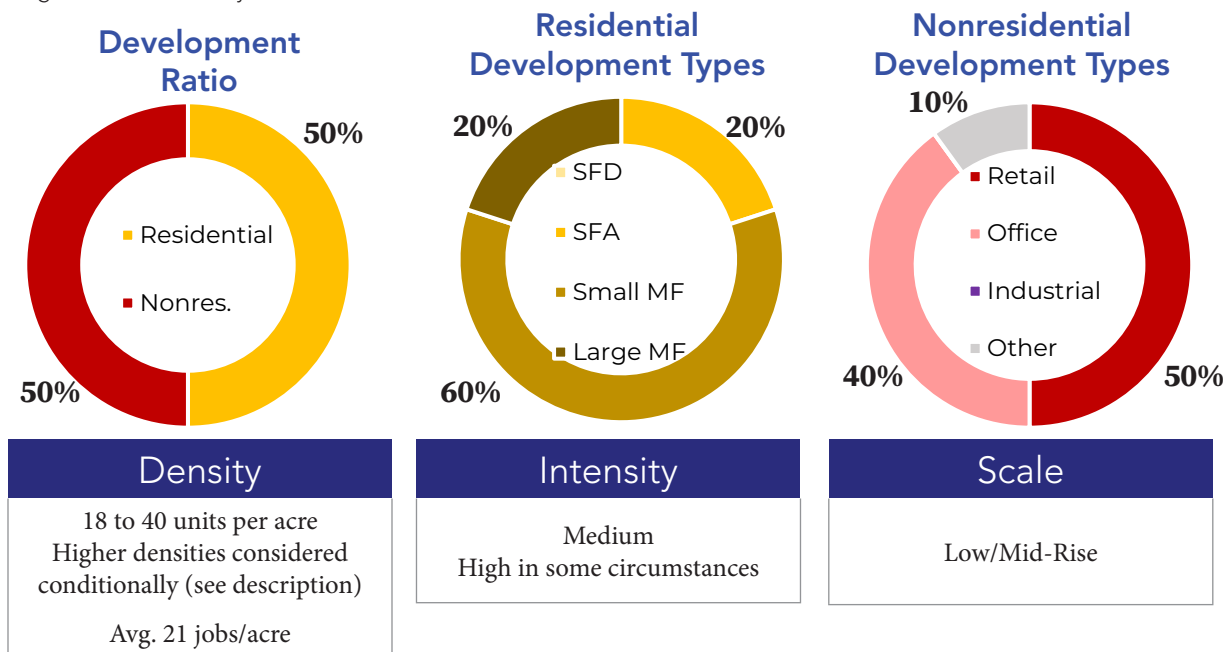 Development
Ratio
50%
Residential
Nonres.
50%
Residential
Development Types
20%
20%
SFD
SFA
Small MF
Large MF
60%
Nonresidential
Development Types
10%
Retail
Office
Industrial
Other
40%
50%
Density
18 to 40 units per acre
Higher densities considered
conditionally (see description)
Avg. 21 jobs/acre
Intensity
Medium
High in some circumstances
Scale
Low/Mid-Rise